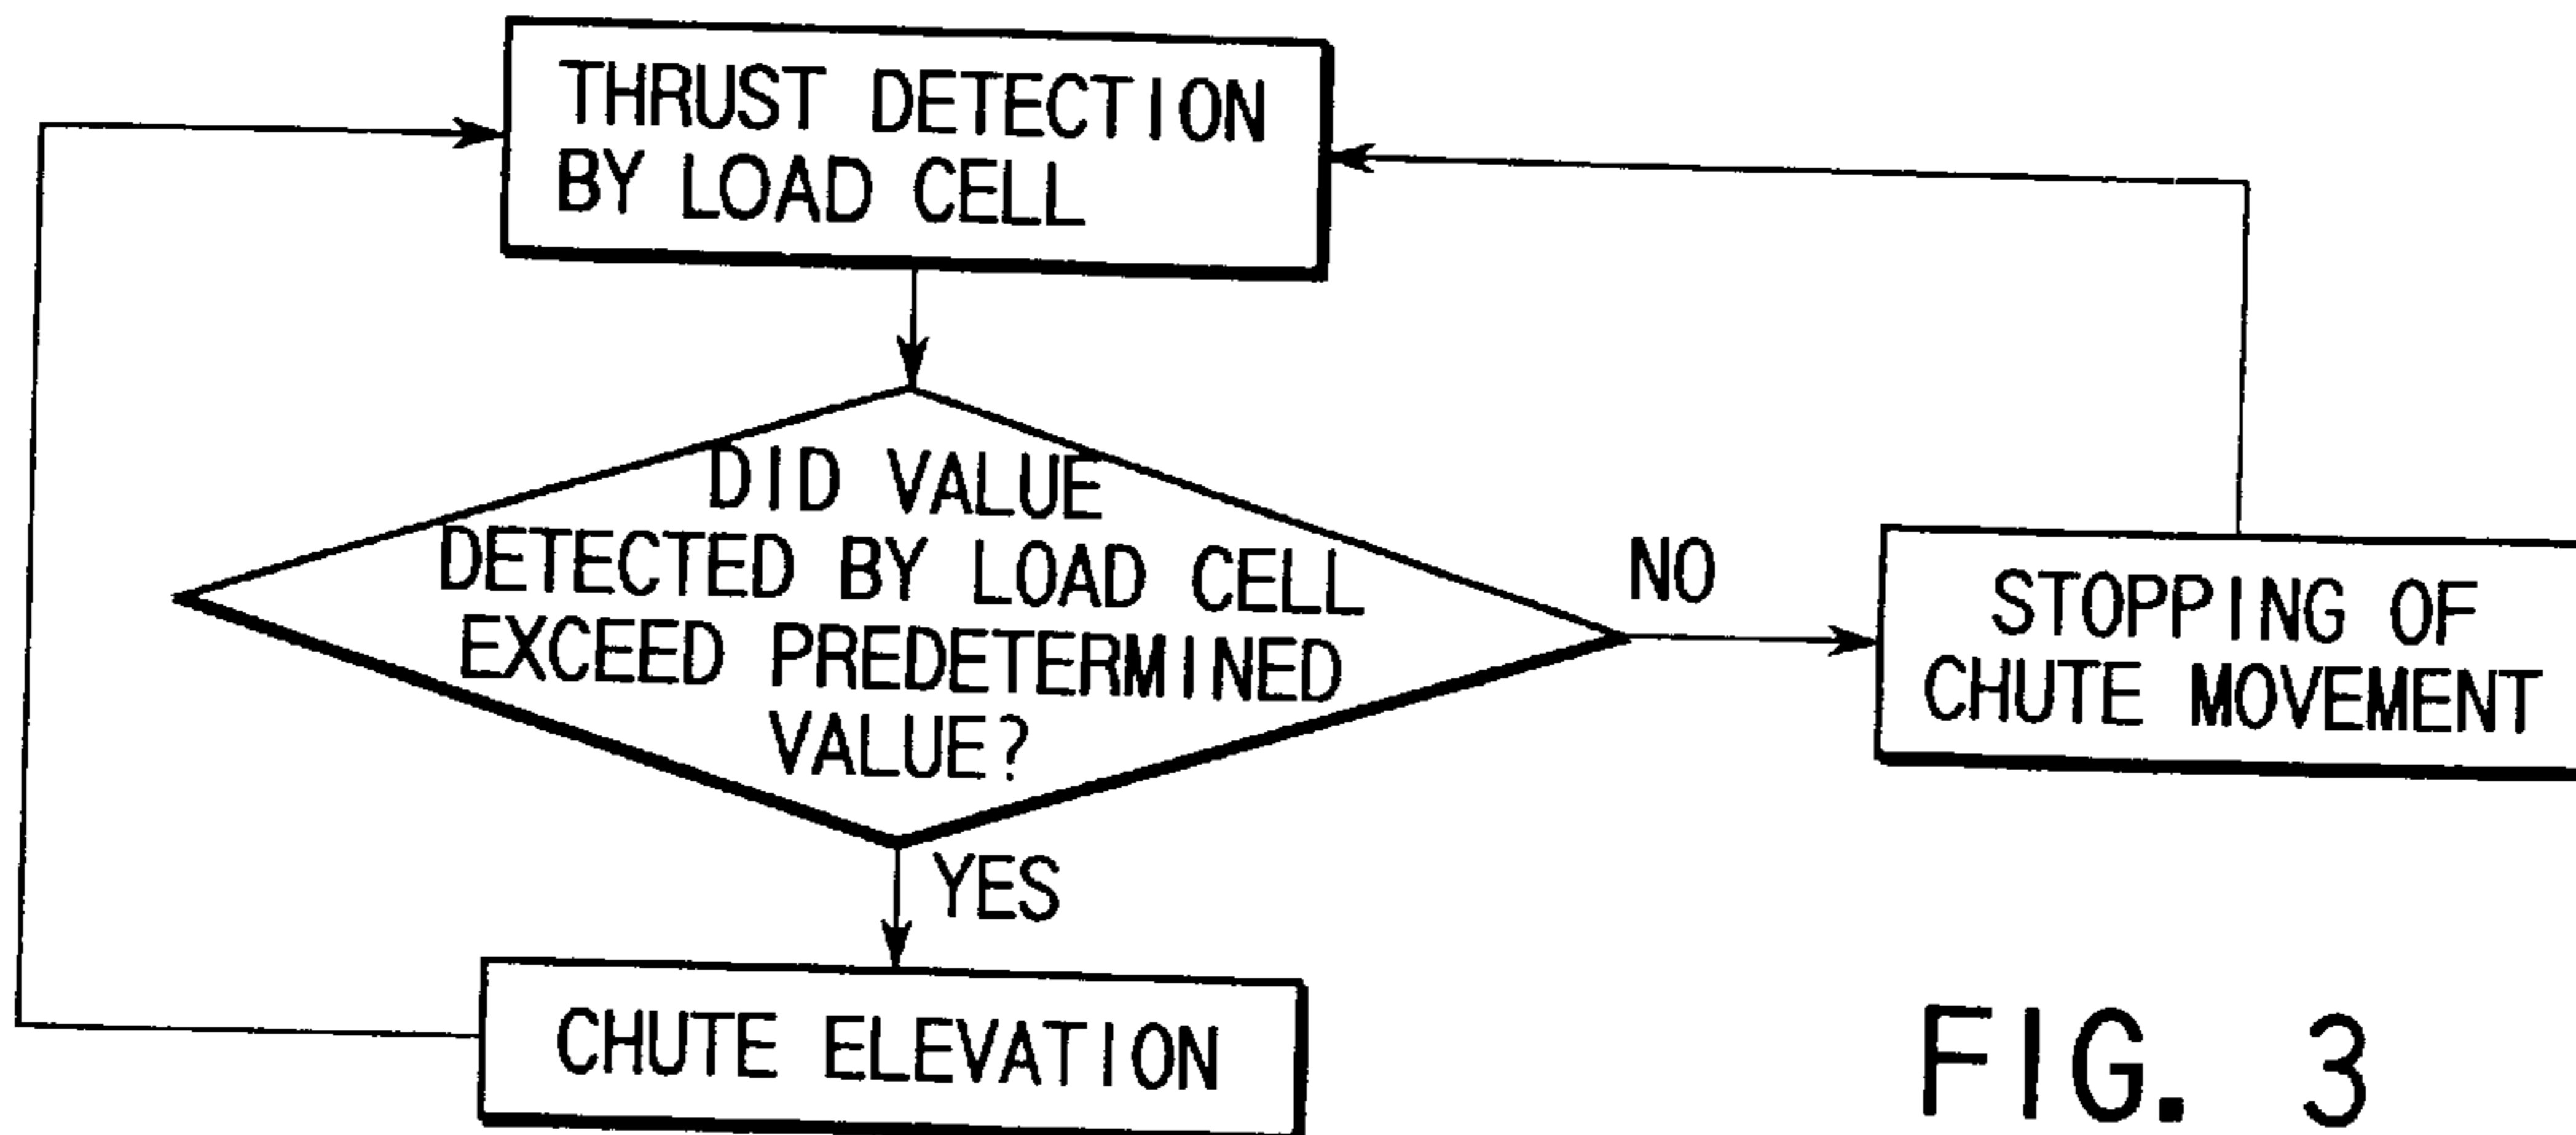 THRUST DETECTION
BY LOAD CELL
DID VALUE
DETECTED BY LOAD CELL
EXCEED PREDETERMINED
VALUE?
NO
STOPPING OF
CHUTE MOVEMENT
YES
CHUTE ELEVATION
FIG. 3